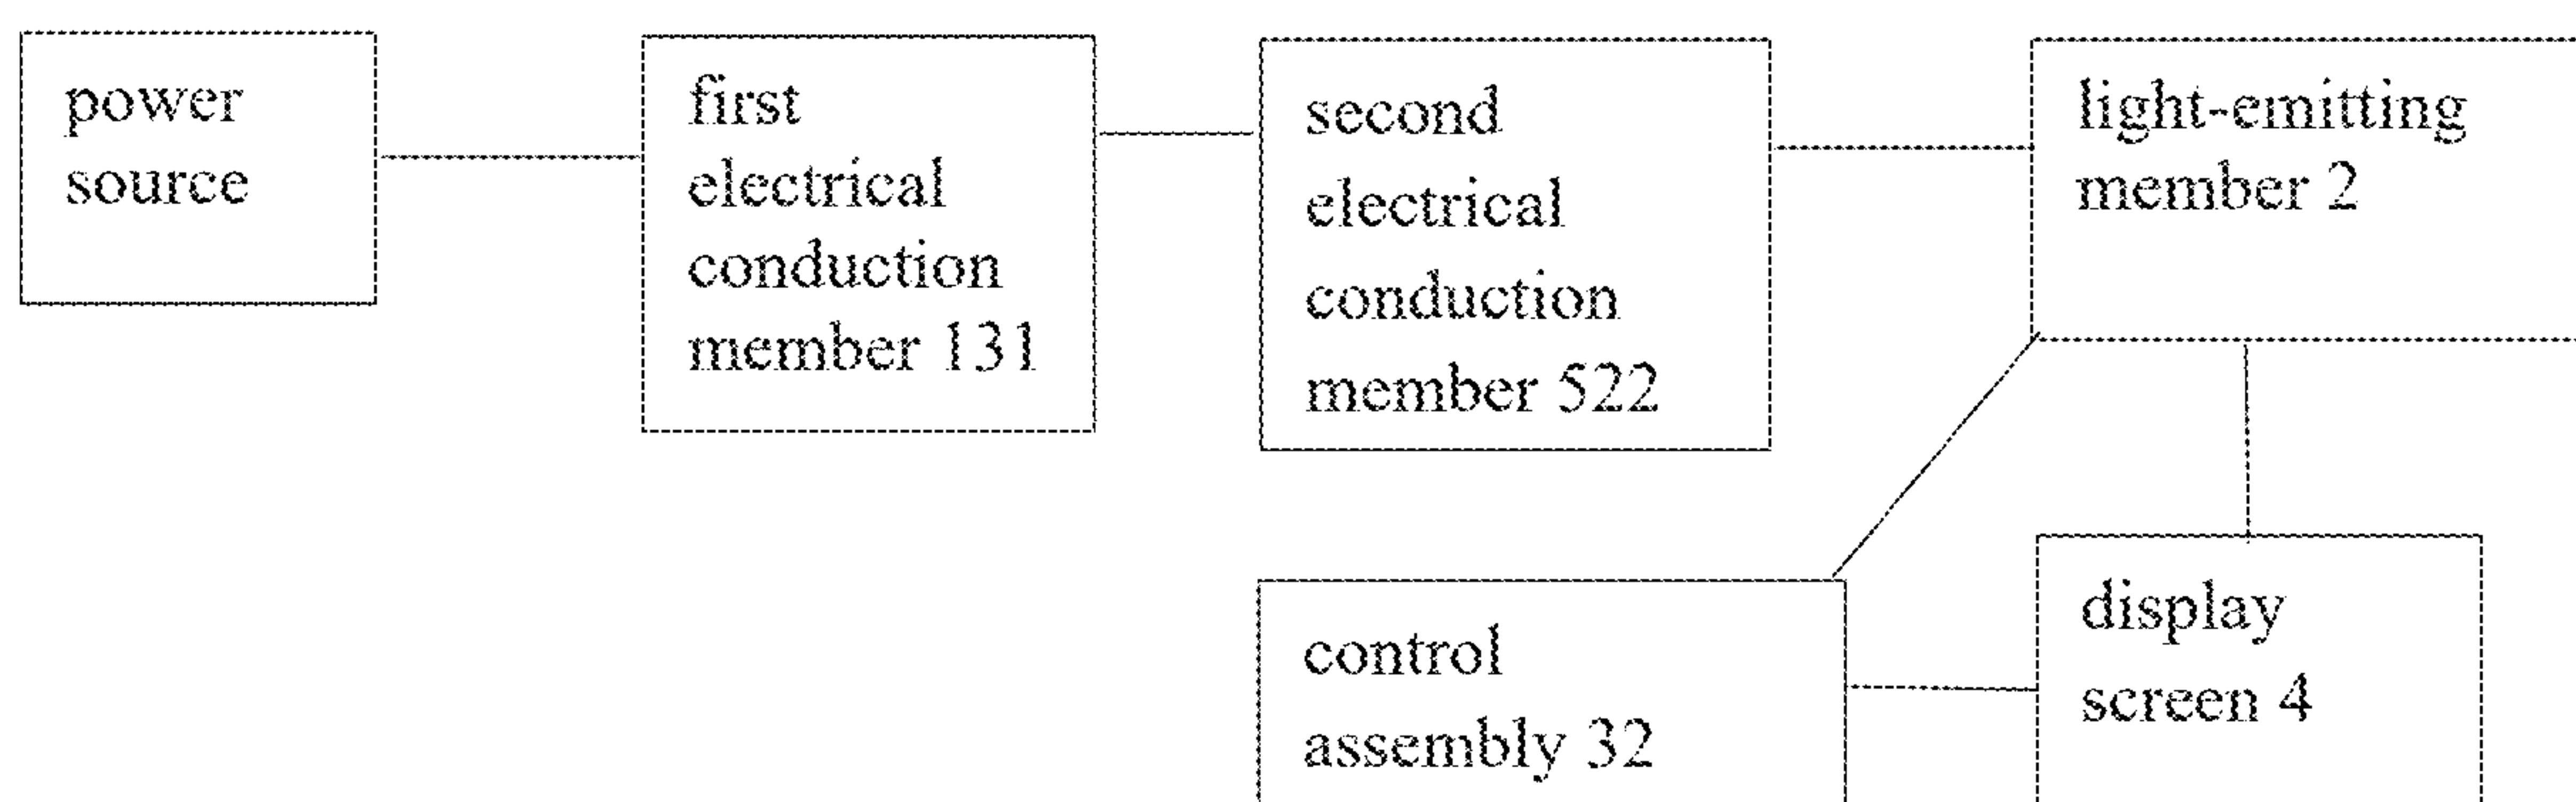 power
source
first
electrical
conduction
member 131
second
electrical
conduction
member 522
light-emitting
member 2
control
assembly 32
display
screen 4